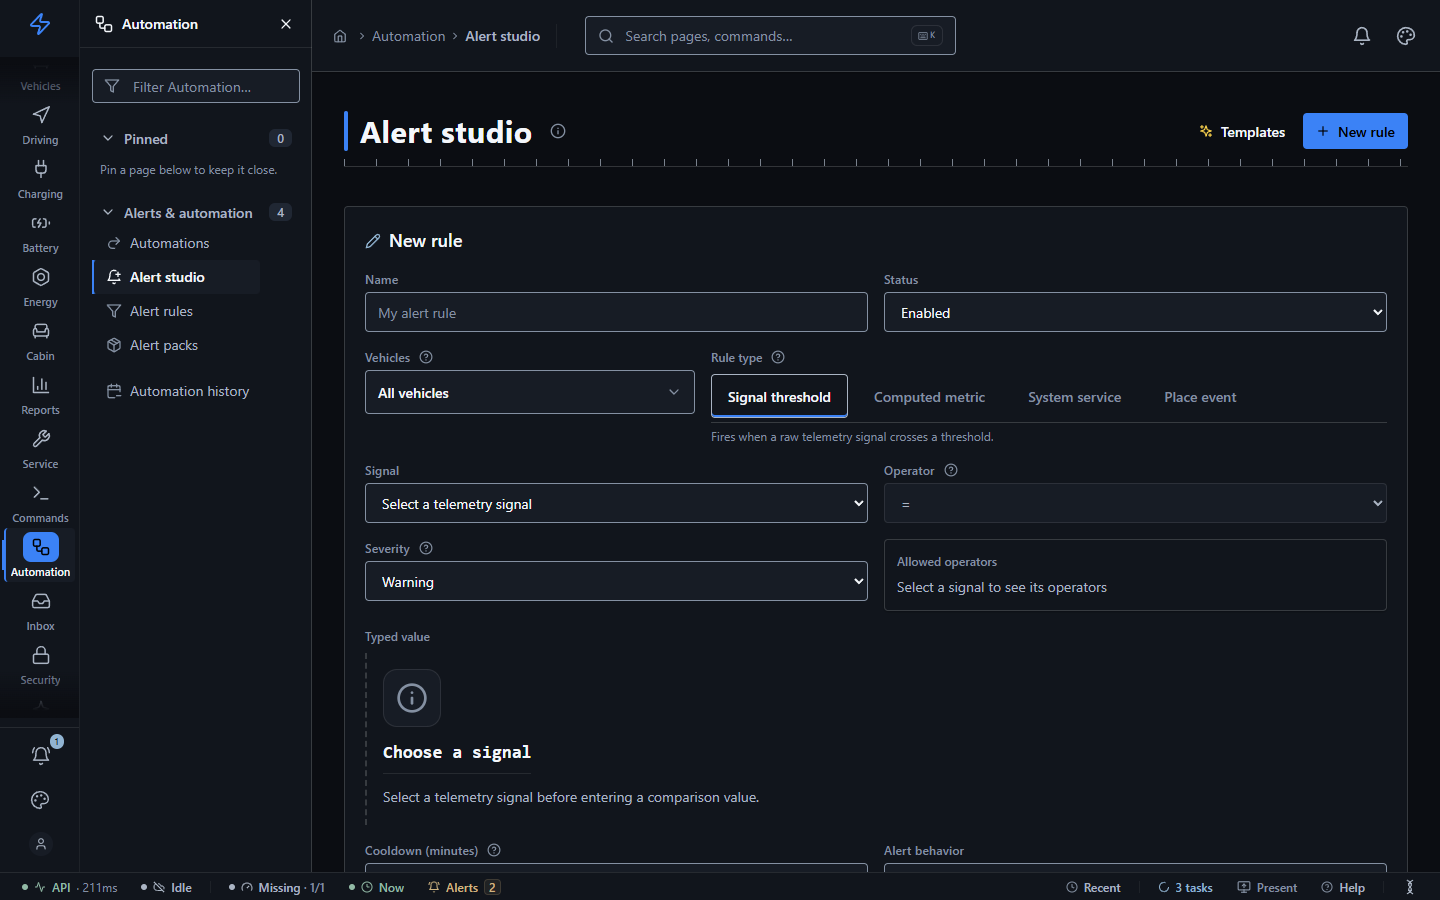 Automation
Automation
Alert studio
Search pages, commands...
K
Vehicles
Driving
Charging
Battery
Energy
Cabin
Reports
Service
Commands
Automation
Inbox
Security
1
Filter Automation...
Pinned
0
Pin a page below to keep it close.
Alerts & automation
4
Automations
Alert studio
Alert rules
Alert packs
Automation history
Alert studio
Templates
New rule
New rule
Name
Status
My alert rule
Enabled
Vehicles
Rule type
All vehicles
Signal threshold
Computed metric
System service
Place event
Fires when a raw telemetry signal crosses a threshold.
Signal
Operator
Select a telemetry signal
=
Severity
Warning
Allowed operators
Select a signal to see its operators
Typed value
Choose a signal
Select a telemetry signal before entering a comparison value.
Cooldown (minutes)
Alert behavior
API · 211ms
Idle
Missing · 1/1
Now
Alerts 2
Recent
3 tasks
Present
Help